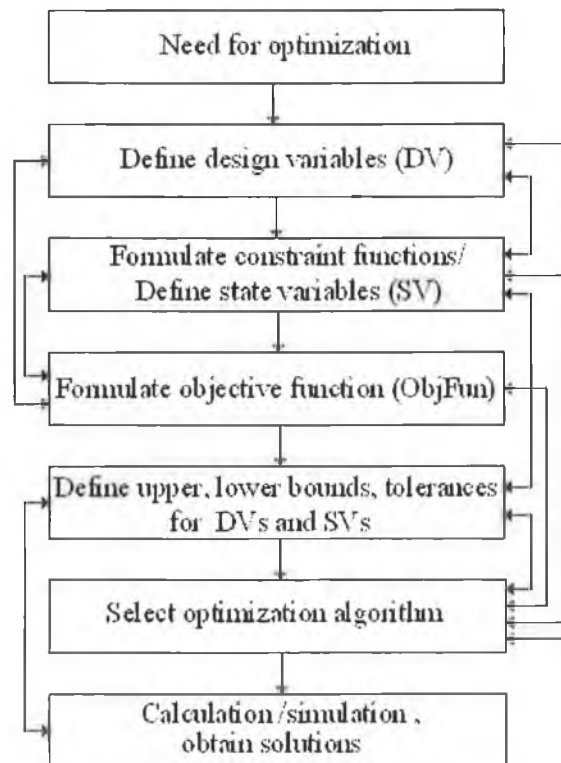 Need for optimization
Define design variables (DV)
Formulate constraint functions/
Define state variables (SV)
Formulate objective function (ObjFun)
Define upper, lower bounds, tolerances
for DVs and SVs
Select optimization algorithm
Calculation/simulation,
obtain solutions